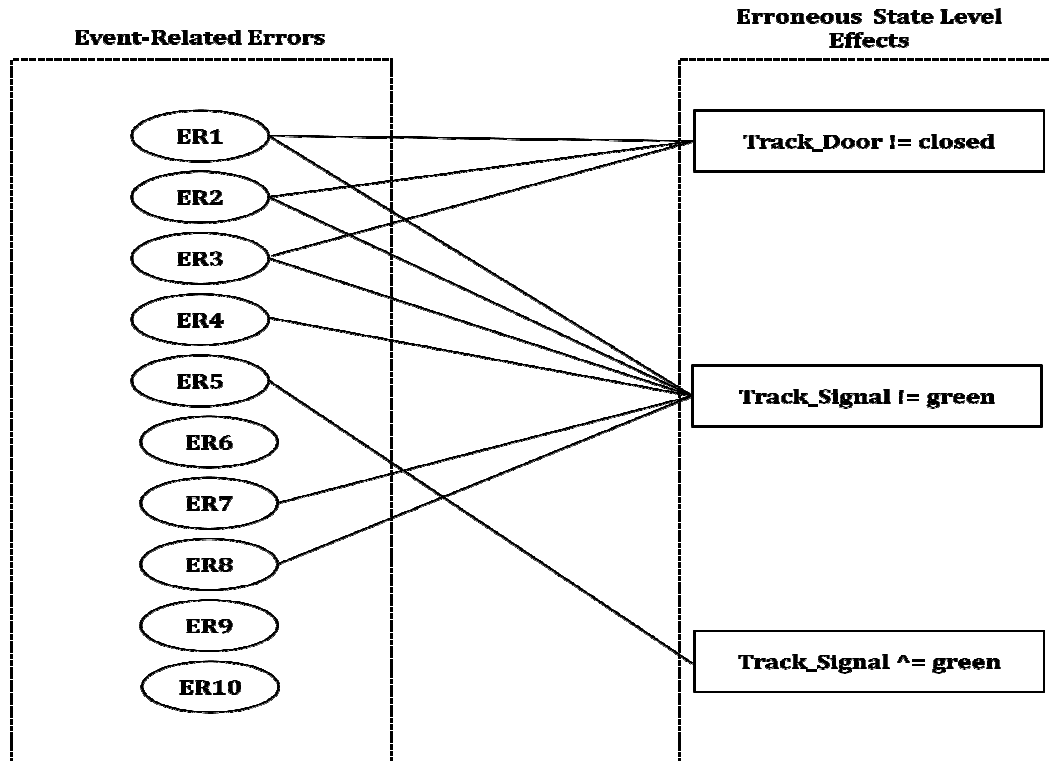 Event-Related Errors
Erroneous State Level
Effects
ER1
ER2
ER3
ER4
ER5
ER6
ER7
ER8
ER9
ER10
Track_Door != closed
Track_Signal != green
Track_Signal ^= green